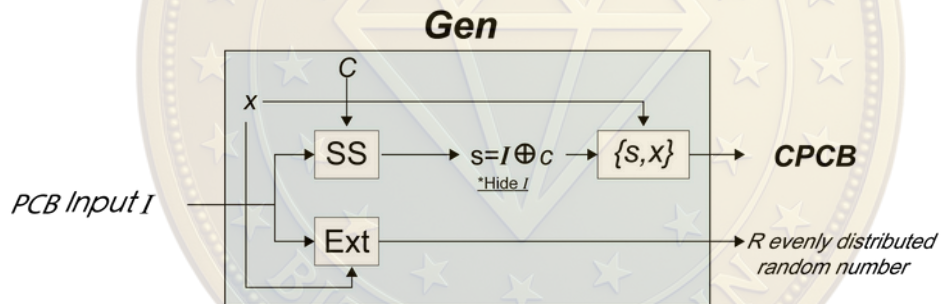 Gen
C
x
SS
s=I⊕c
{s,x}
CPCB
*Hide I
PCB Input I
Ext
R evenly distributed
random number